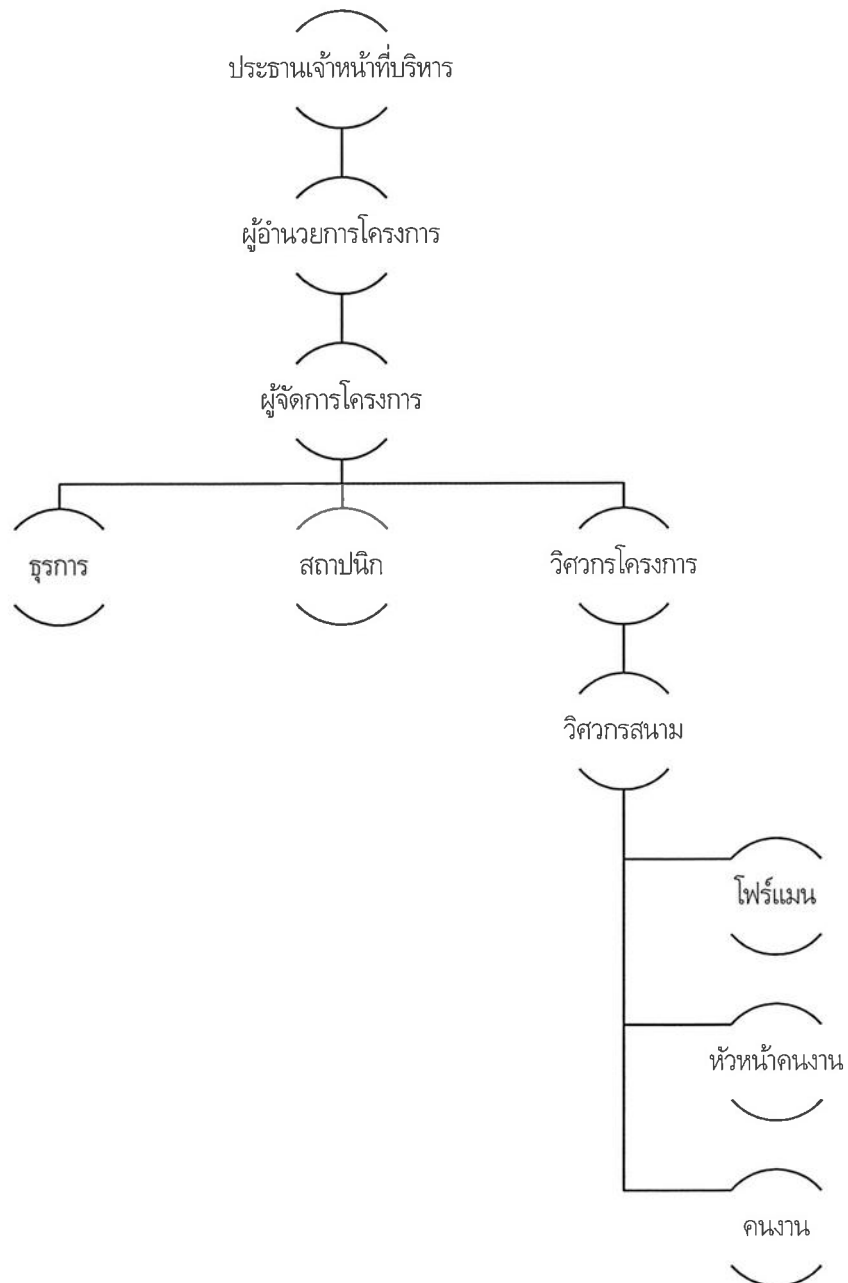 ประธานเจ้าหน้าที่บริหาร
ผู้อำนวยการโครงการ
ผู้จัดการโครงการ
ธุรการ
สถาปนิก
วิศวกรโครงการ
วิศวกรสนาม
โฟร์แมน
หัวหน้าคนงาน
คนงาน